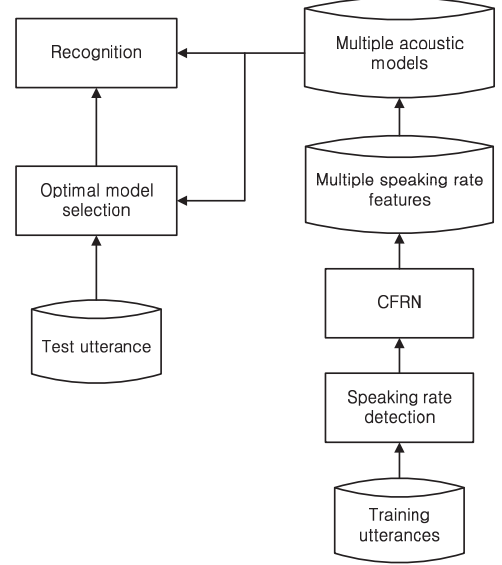 Recognition
Multiple acoustic
models
Optimal model
selection
Multiple speaking rate
features
CFRN
Test utterance
Speaking rate
detection
Training
utterances